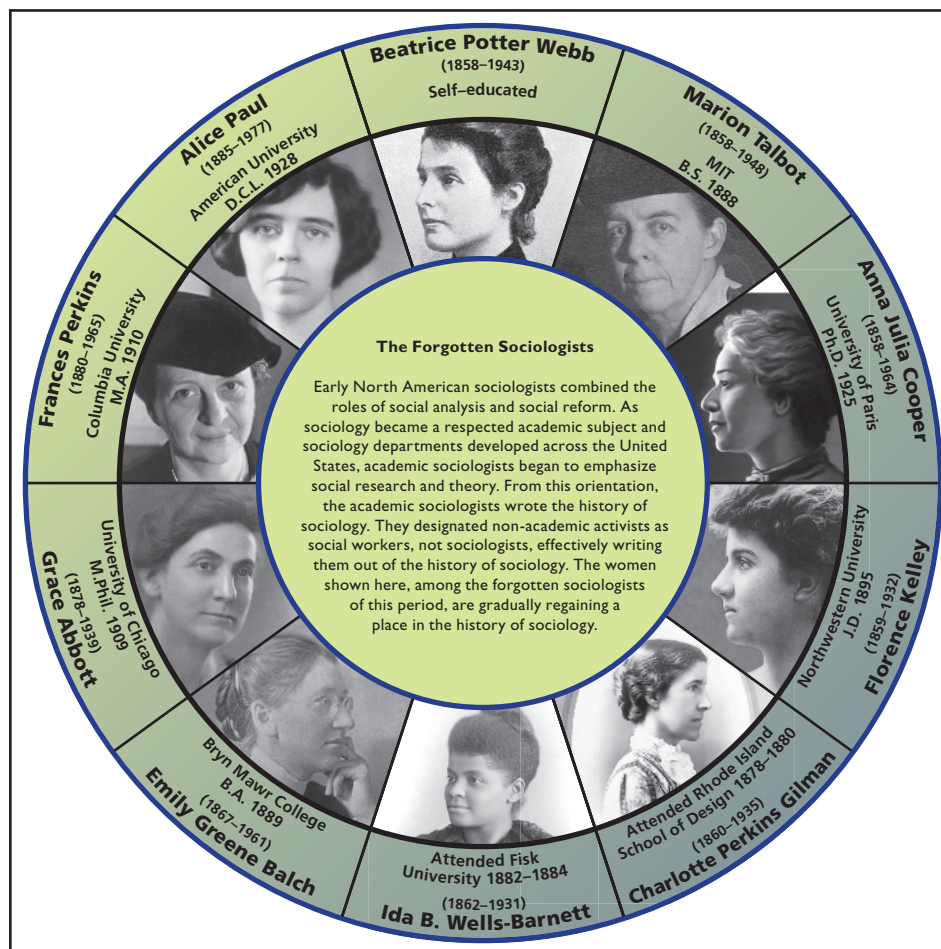 Beatrice Potter Webb
(1858–1943)
Self–educated
Marion Talbot
(1858–1948)
MIT
B.S. 1888
Anna Julia Cooper
(1858–1964)
University of Paris
Ph.D. 1925
Northwestern University
J.D. 1895
(1859–1932)
Florence Kelley
Attended Rhode Island
School of Design 1878–1880
(1860–1935)
Charlotte Perkins Gilman
Attended Fisk
University 1882–1884
(1862–1931)
Ida B. Wells-Barnett
Bryn Mawr College
B.A. 1889
(1867–1961)
Emily Greene Balch
University of Chicago
M.Phil. 1909
(1878–1939)
Grace Abbott
Frances Perkins
(1880–1965)
Columbia University
M.A. 1910
Alice Paul
(1885–1977)
American University
D.C.L. 1928
The Forgotten Sociologists
Early North American sociologists combined the
roles of social analysis and social reform. As
sociology became a respected academic subject and
sociology departments developed across the United
States, academic sociologists began to emphasize
social research and theory. From this orientation,
the academic sociologists wrote the history of
sociology. They designated non-academic activists as
social workers, not sociologists, effectively writing
them out of the history of sociology. The women
shown here, among the forgotten sociologists
of this period, are gradually regaining a
place in the history of sociology.